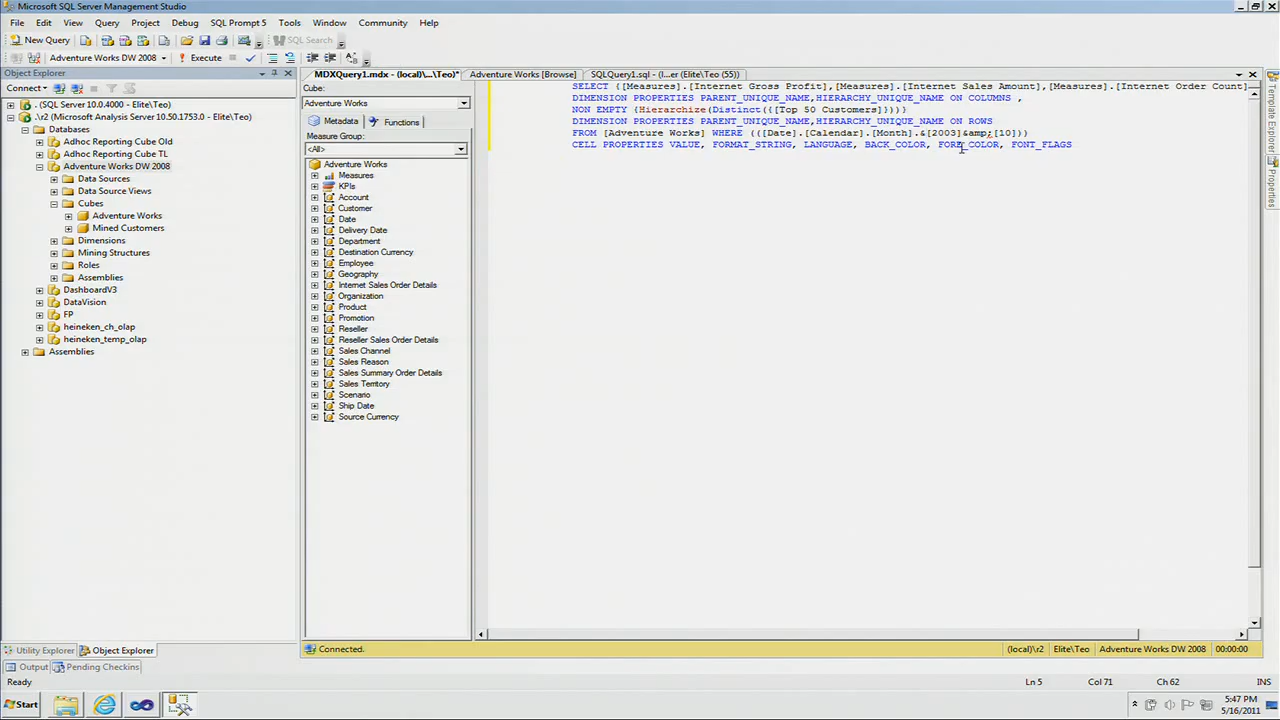 Microsoft SQL Server Management Studio
File Edit View Query Project Debug SQL Prompt 5 Tools Window Community Help
New Query SQL Search
Adventure Works DW 2008 Execute
Object Explorer
Connect
. (SQL Server 10.0.4000 - Elite\Teo)
.\r2 (Microsoft Analysis Server 10.50.1753.0 - Elite\Teo)
Databases
Adhoc Reporting Cube Old
Adhoc Reporting Cube TL
Adventure Works DW 2008
Data Sources
Data Source Views
Cubes
Adventure Works
Mined Customers
Dimensions
Mining Structures
Roles
Assemblies
DashboardV3
DataVision
FP
heineken_ch_olap
heineken_temp_olap
Assemblies
Utility Explorer Object Explorer
Output Pending Checkins
MDXQuery1.mdx - (local)\...\Teo)* Adventure Works [Browse] SQLQuery1.sql - (l...er (Elite\Teo (55))
Cube:
Adventure Works
Metadata Functions
Measure Group:
<All>
Adventure Works
Measures
KPIs
Account
Customer
Date
Delivery Date
Department
Destination Currency
Employee
Geography
Internet Sales Order Details
Organization
Product
Promotion
Reseller
Reseller Sales Order Details
Sales Channel
Sales Reason
Sales Summary Order Details
Sales Territory
Scenario
Ship Date
Source Currency
SELECT {[Measures].[Internet Gross Profit],[Measures].[Internet Sales Amount],[Measures].[Internet Order Count]
DIMENSION PROPERTIES PARENT_UNIQUE_NAME,HIERARCHY_UNIQUE_NAME ON COLUMNS ,
NON EMPTY {Hierarchize(Distinct({[Top 50 Customers]}))}
DIMENSION PROPERTIES PARENT_UNIQUE_NAME,HIERARCHY_UNIQUE_NAME ON ROWS
FROM [Adventure Works] WHERE ([Date].[Calendar].[Month].&[2003]&amp;[10])
CELL PROPERTIES VALUE, FORMAT_STRING, LANGUAGE, BACK_COLOR, FORE_COLOR, FONT_FLAGS
Template Explorer
Properties
Connected. (local)\r2 Elite\Teo Adventure Works DW 2008 00:00:00
Ready Ln 5 Col 71 Ch 62 INS
Start 5:47 PM
5/16/2011